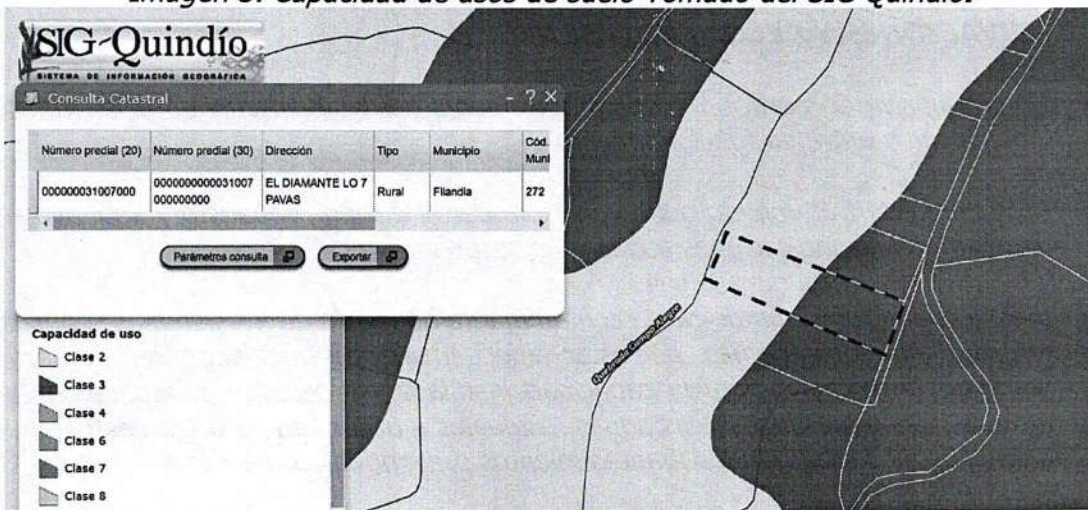 Imagen 3. Capacidad de usos de suelo Tomado del SIG Quindío.
SIG-Quindío
SISTEMA DE INFORMACIÓN GEOGRÁFICA
Consulta Catastral
- ? X
Número predial (20) Número predial (30) Dirección Tipo Municipio Cód. Muni
000000031007000 0000000000031007 EL DIAMANTE LO 7 Rural Filandia 272
000000000 PAVAS
Parámetros consulta Exportar
Capacidad de uso
Clase 2
Clase 3
Clase 4
Clase 6
Clase 7
Clase 8
Quebrada Campo Alegre